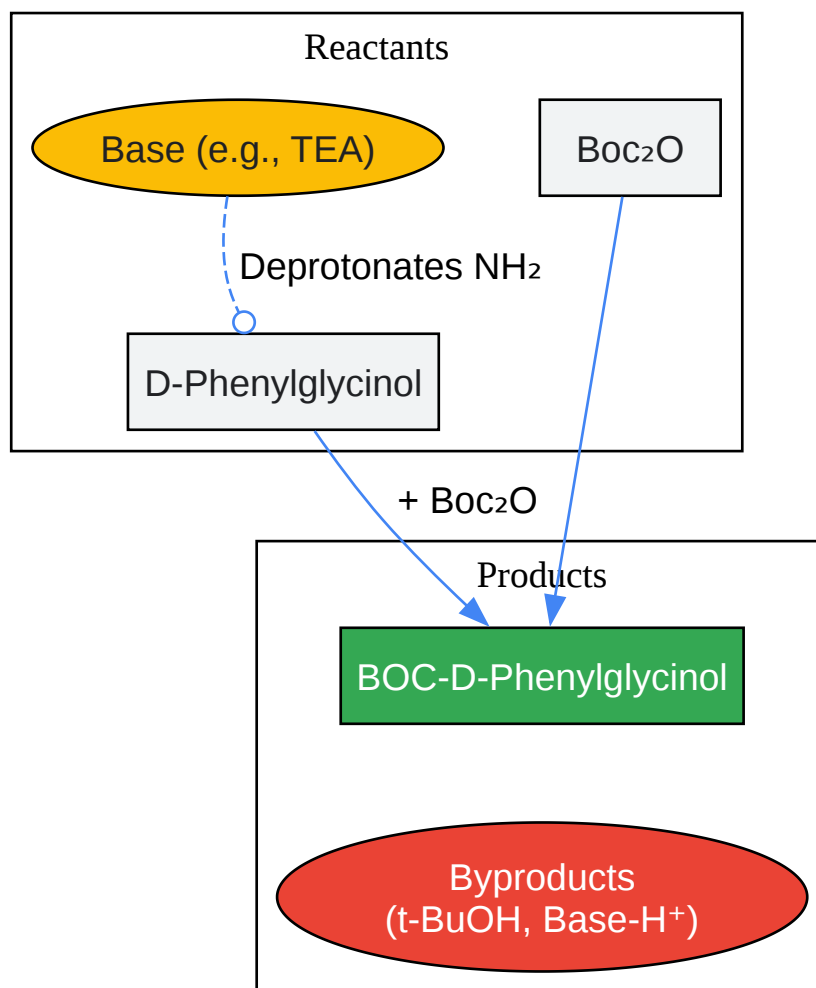 Reactants
Base (e.g., TEA)
Boc₂O
Deprotonates NH₂
D-Phenylglycinol
+ Boc₂O
Products
BOC-D-Phenylglycinol
Byproducts
(t-BuOH, Base-H⁺)